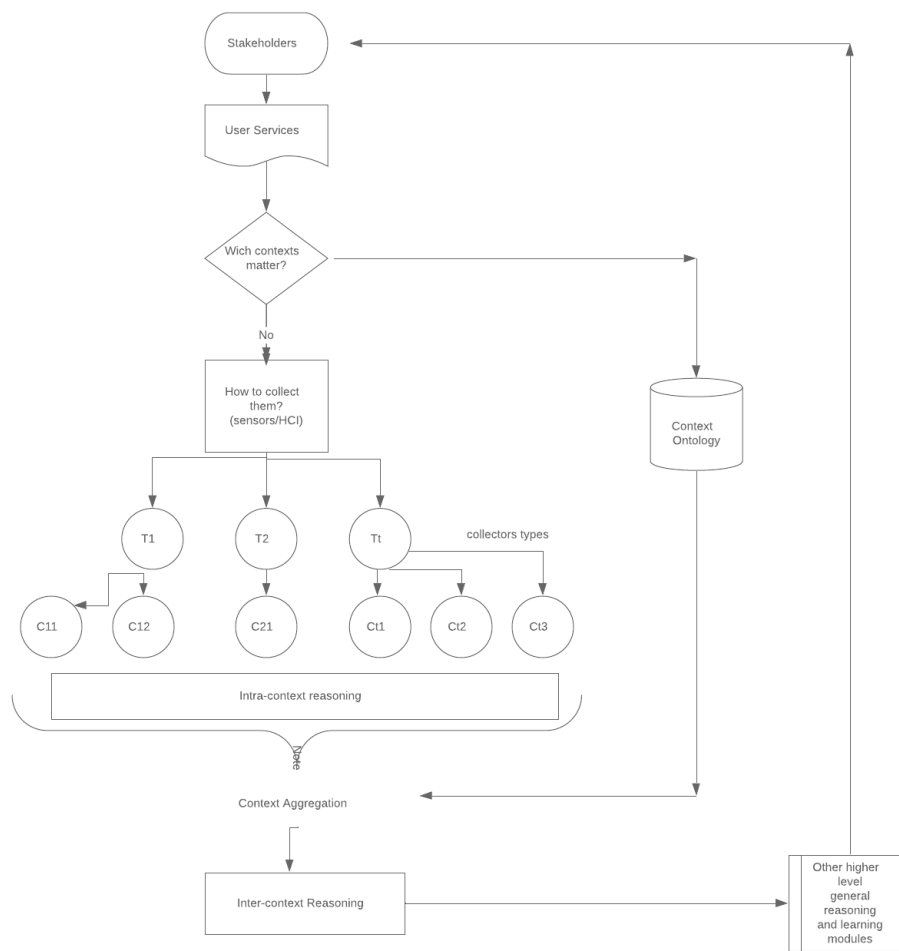 Stakeholders
User Services
Wich contexts
matter?
No
How to collect
them?
(sensors/HCI)
Context
Ontology
T1
T2
Tt
collectors types
C11
C12
C21
Ct1
Ct2
Ct3
Intra-context reasoning
Note
Context Aggregation
Inter-context Reasoning
Other higher
level
general
reasoning
and learning
modules